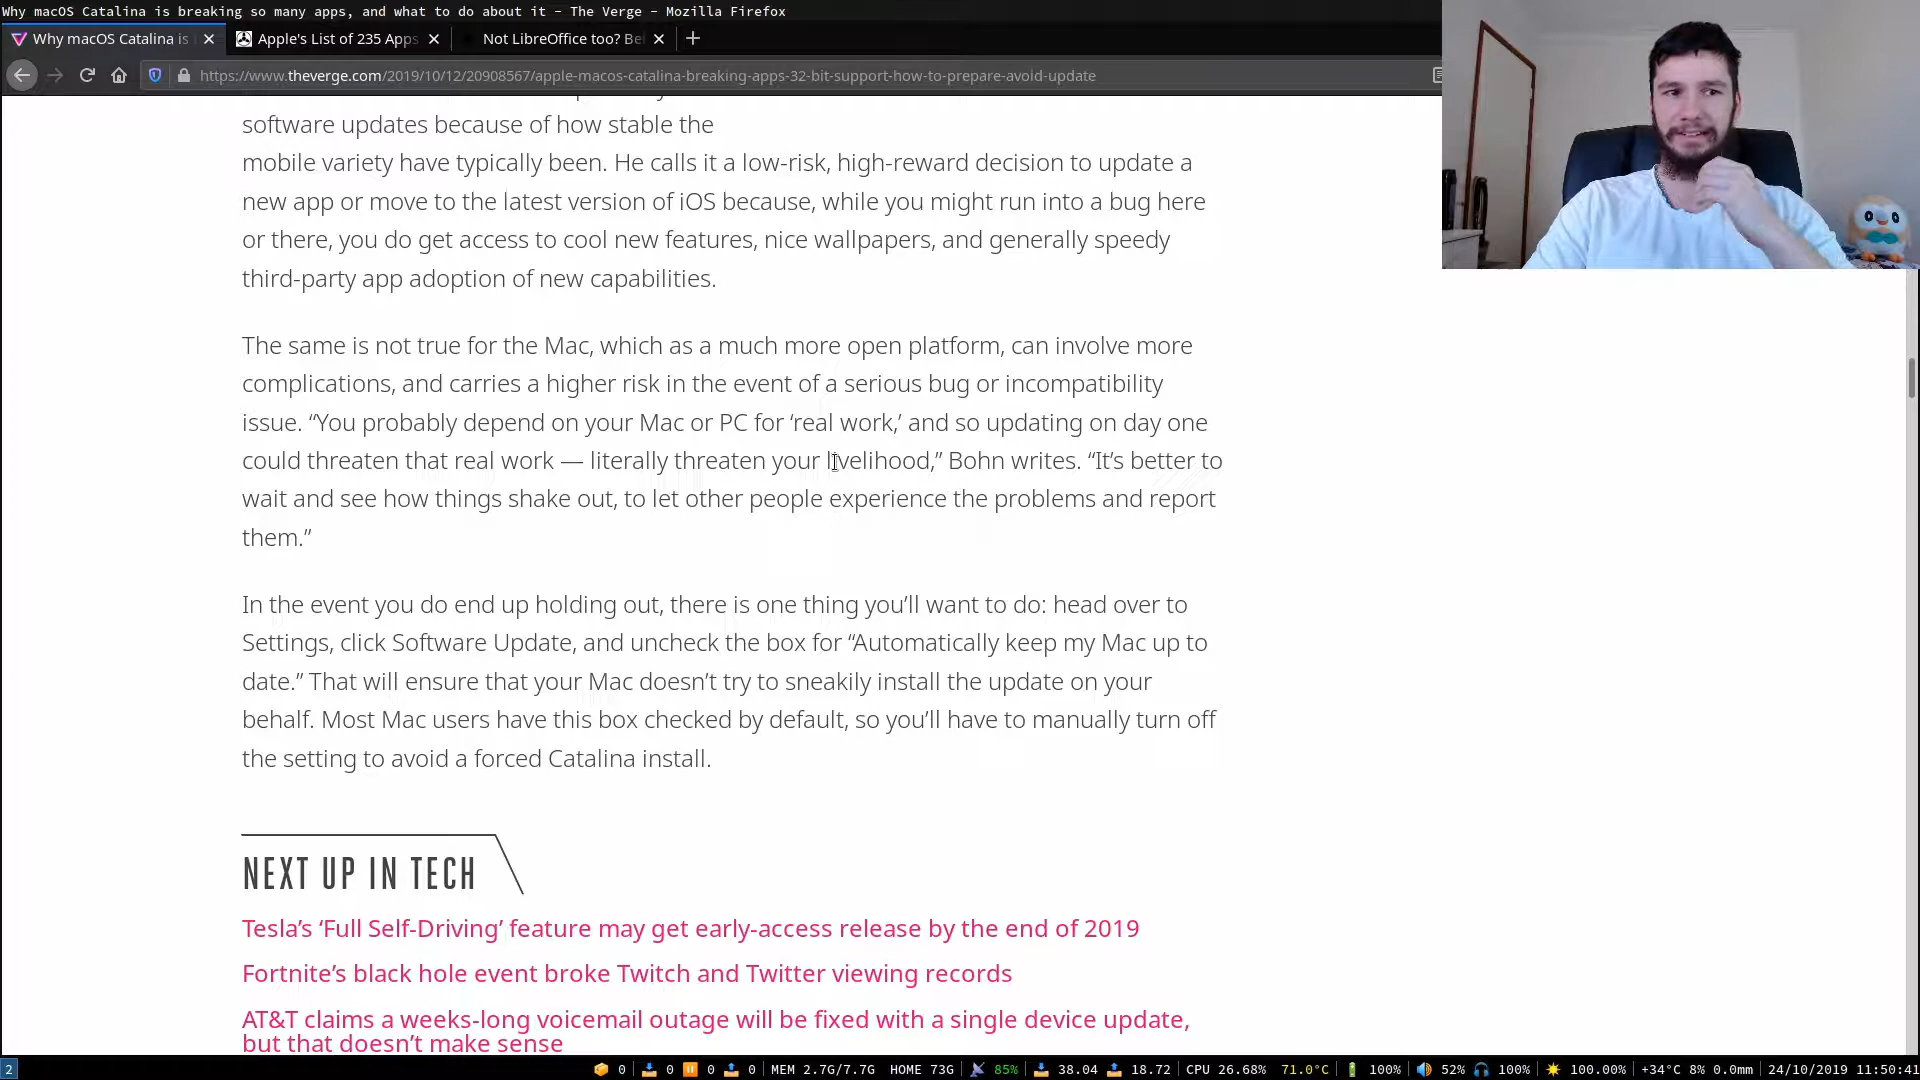 Why macOS Catalina is breaking so many apps, and what to do about it - The Verge - Mozilla Firefox
Why macOS Catalina is
Apple's List of 235 Apps
Not LibreOffice too? Be
https://www.theverge.com/2019/10/12/20908567/apple-macos-catalina-breaking-apps-32-bit-support-how-to-prepare-avoid-update
software updates because of how stable the
mobile variety have typically been. He calls it a low-risk, high-reward decision to update a
new app or move to the latest version of iOS because, while you might run into a bug here
or there, you do get access to cool new features, nice wallpapers, and generally speedy
third-party app adoption of new capabilities.
The same is not true for the Mac, which as a much more open platform, can involve more
complications, and carries a higher risk in the event of a serious bug or incompatibility
issue. “You probably depend on your Mac or PC for ‘real work,’ and so updating on day one
could threaten that real work — literally threaten your livelihood,” Bohn writes. “It’s better to
wait and see how things shake out, to let other people experience the problems and report
them.”
In the event you do end up holding out, there is one thing you’ll want to do: head over to
Settings, click Software Update, and uncheck the box for “Automatically keep my Mac up to
date.” That will ensure that your Mac doesn’t try to sneakily install the update on your
behalf. Most Mac users have this box checked by default, so you’ll have to manually turn off
the setting to avoid a forced Catalina install.
NEXT UP IN TECH
Tesla’s ‘Full Self-Driving’ feature may get early-access release by the end of 2019
Fortnite’s black hole event broke Twitch and Twitter viewing records
AT&T claims a weeks-long voicemail outage will be fixed with a single device update,
but that doesn’t make sense
2 0 0 0 0 MEM 2.7G/7.7G HOME 73G 85% 38.04 18.72 CPU 26.68% 71.0°C 100% 52% 100% 100.00% +34°C 8% 0.0mm 24/10/2019 11:50:41